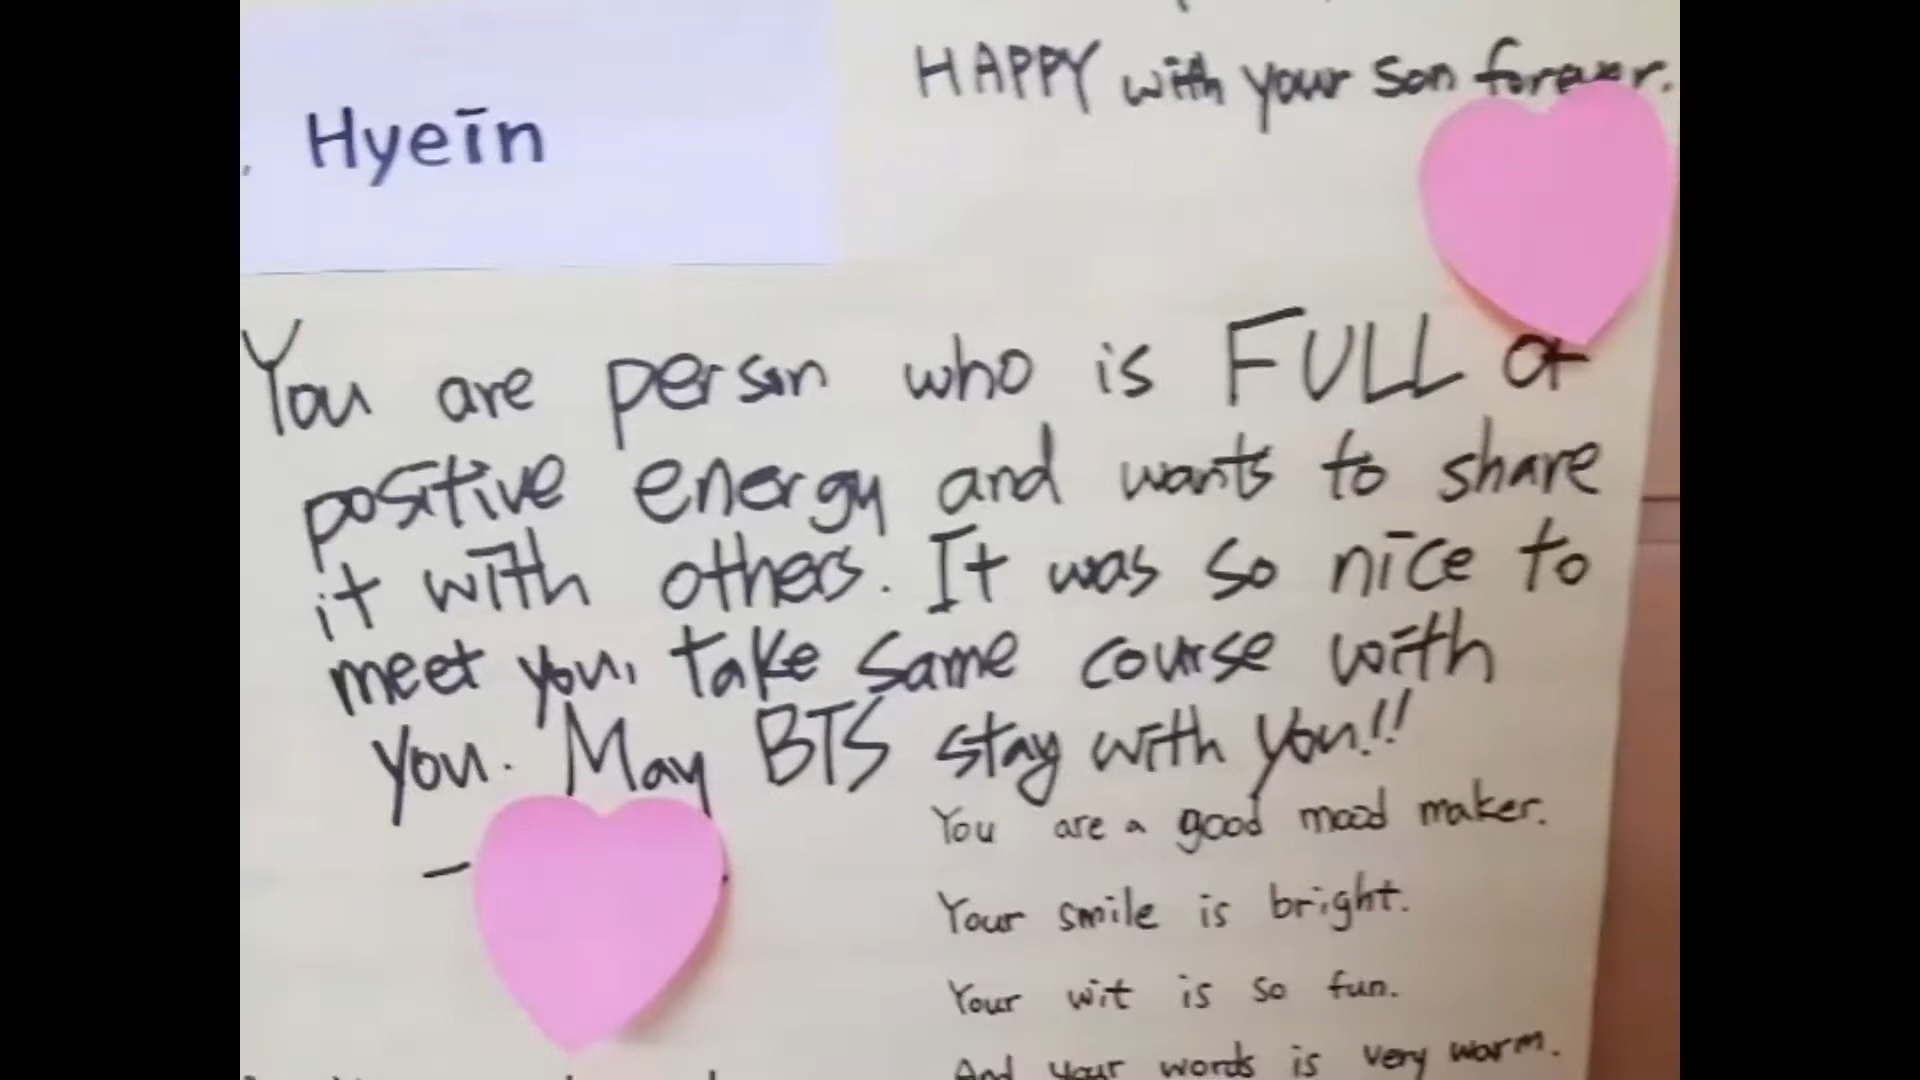 HAPPY with your son forever.
Hyein
You are person who is FULL of
positive energy and wants to share
it with others. It was so nice to
meet you, take same course with
you. May BTS stay with you!!
You are a good mood maker.
Your smile is bright.
Your wit is so fun.
And your words is very warm.